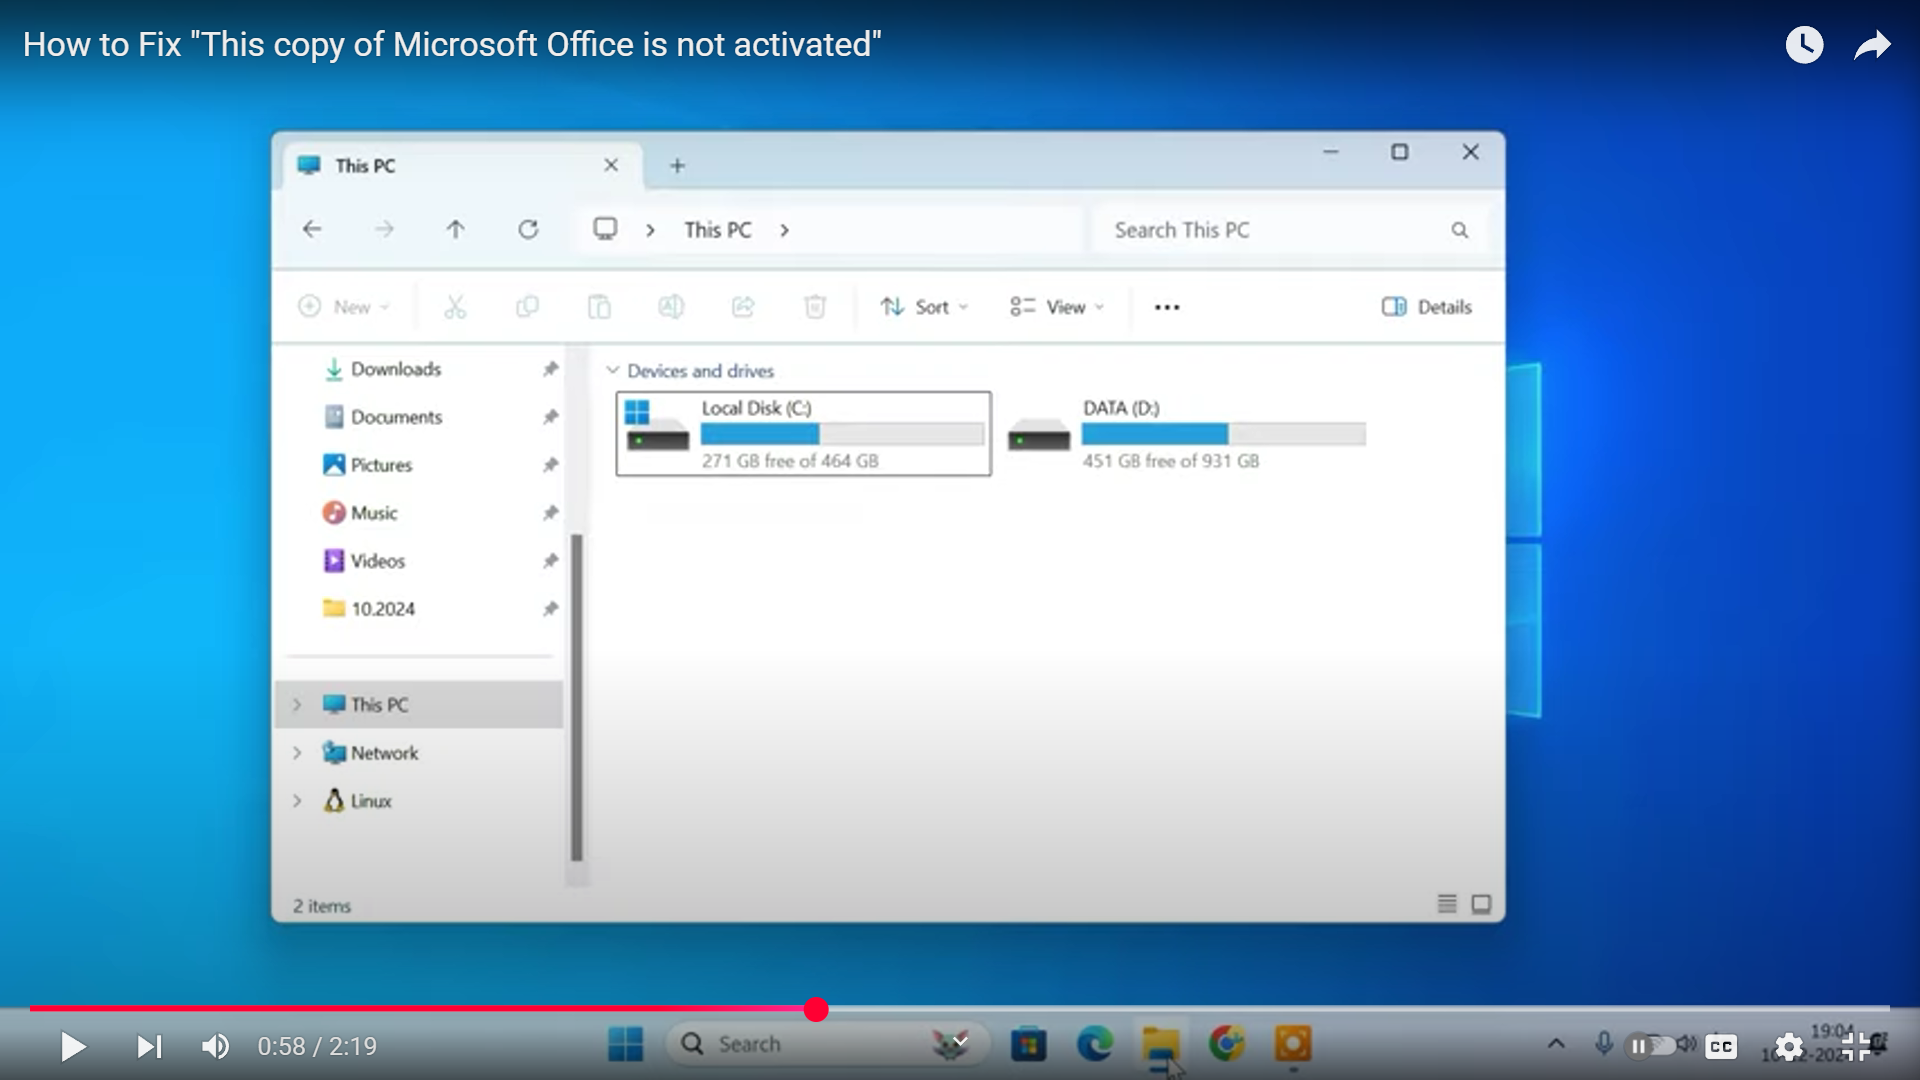 How to Fix "This copy of Microsoft Office is not activated"
This PC
This PC
Search This PC
New
Sort
View
Details
Downloads
Documents
Pictures
Music
Videos
10.2024
This PC
Network
Linux
Devices and drives
Local Disk (C:)
271 GB free of 464 GB
DATA (D:)
451 GB free of 931 GB
2 items
0:58 / 2:19
Search
CC
19:04